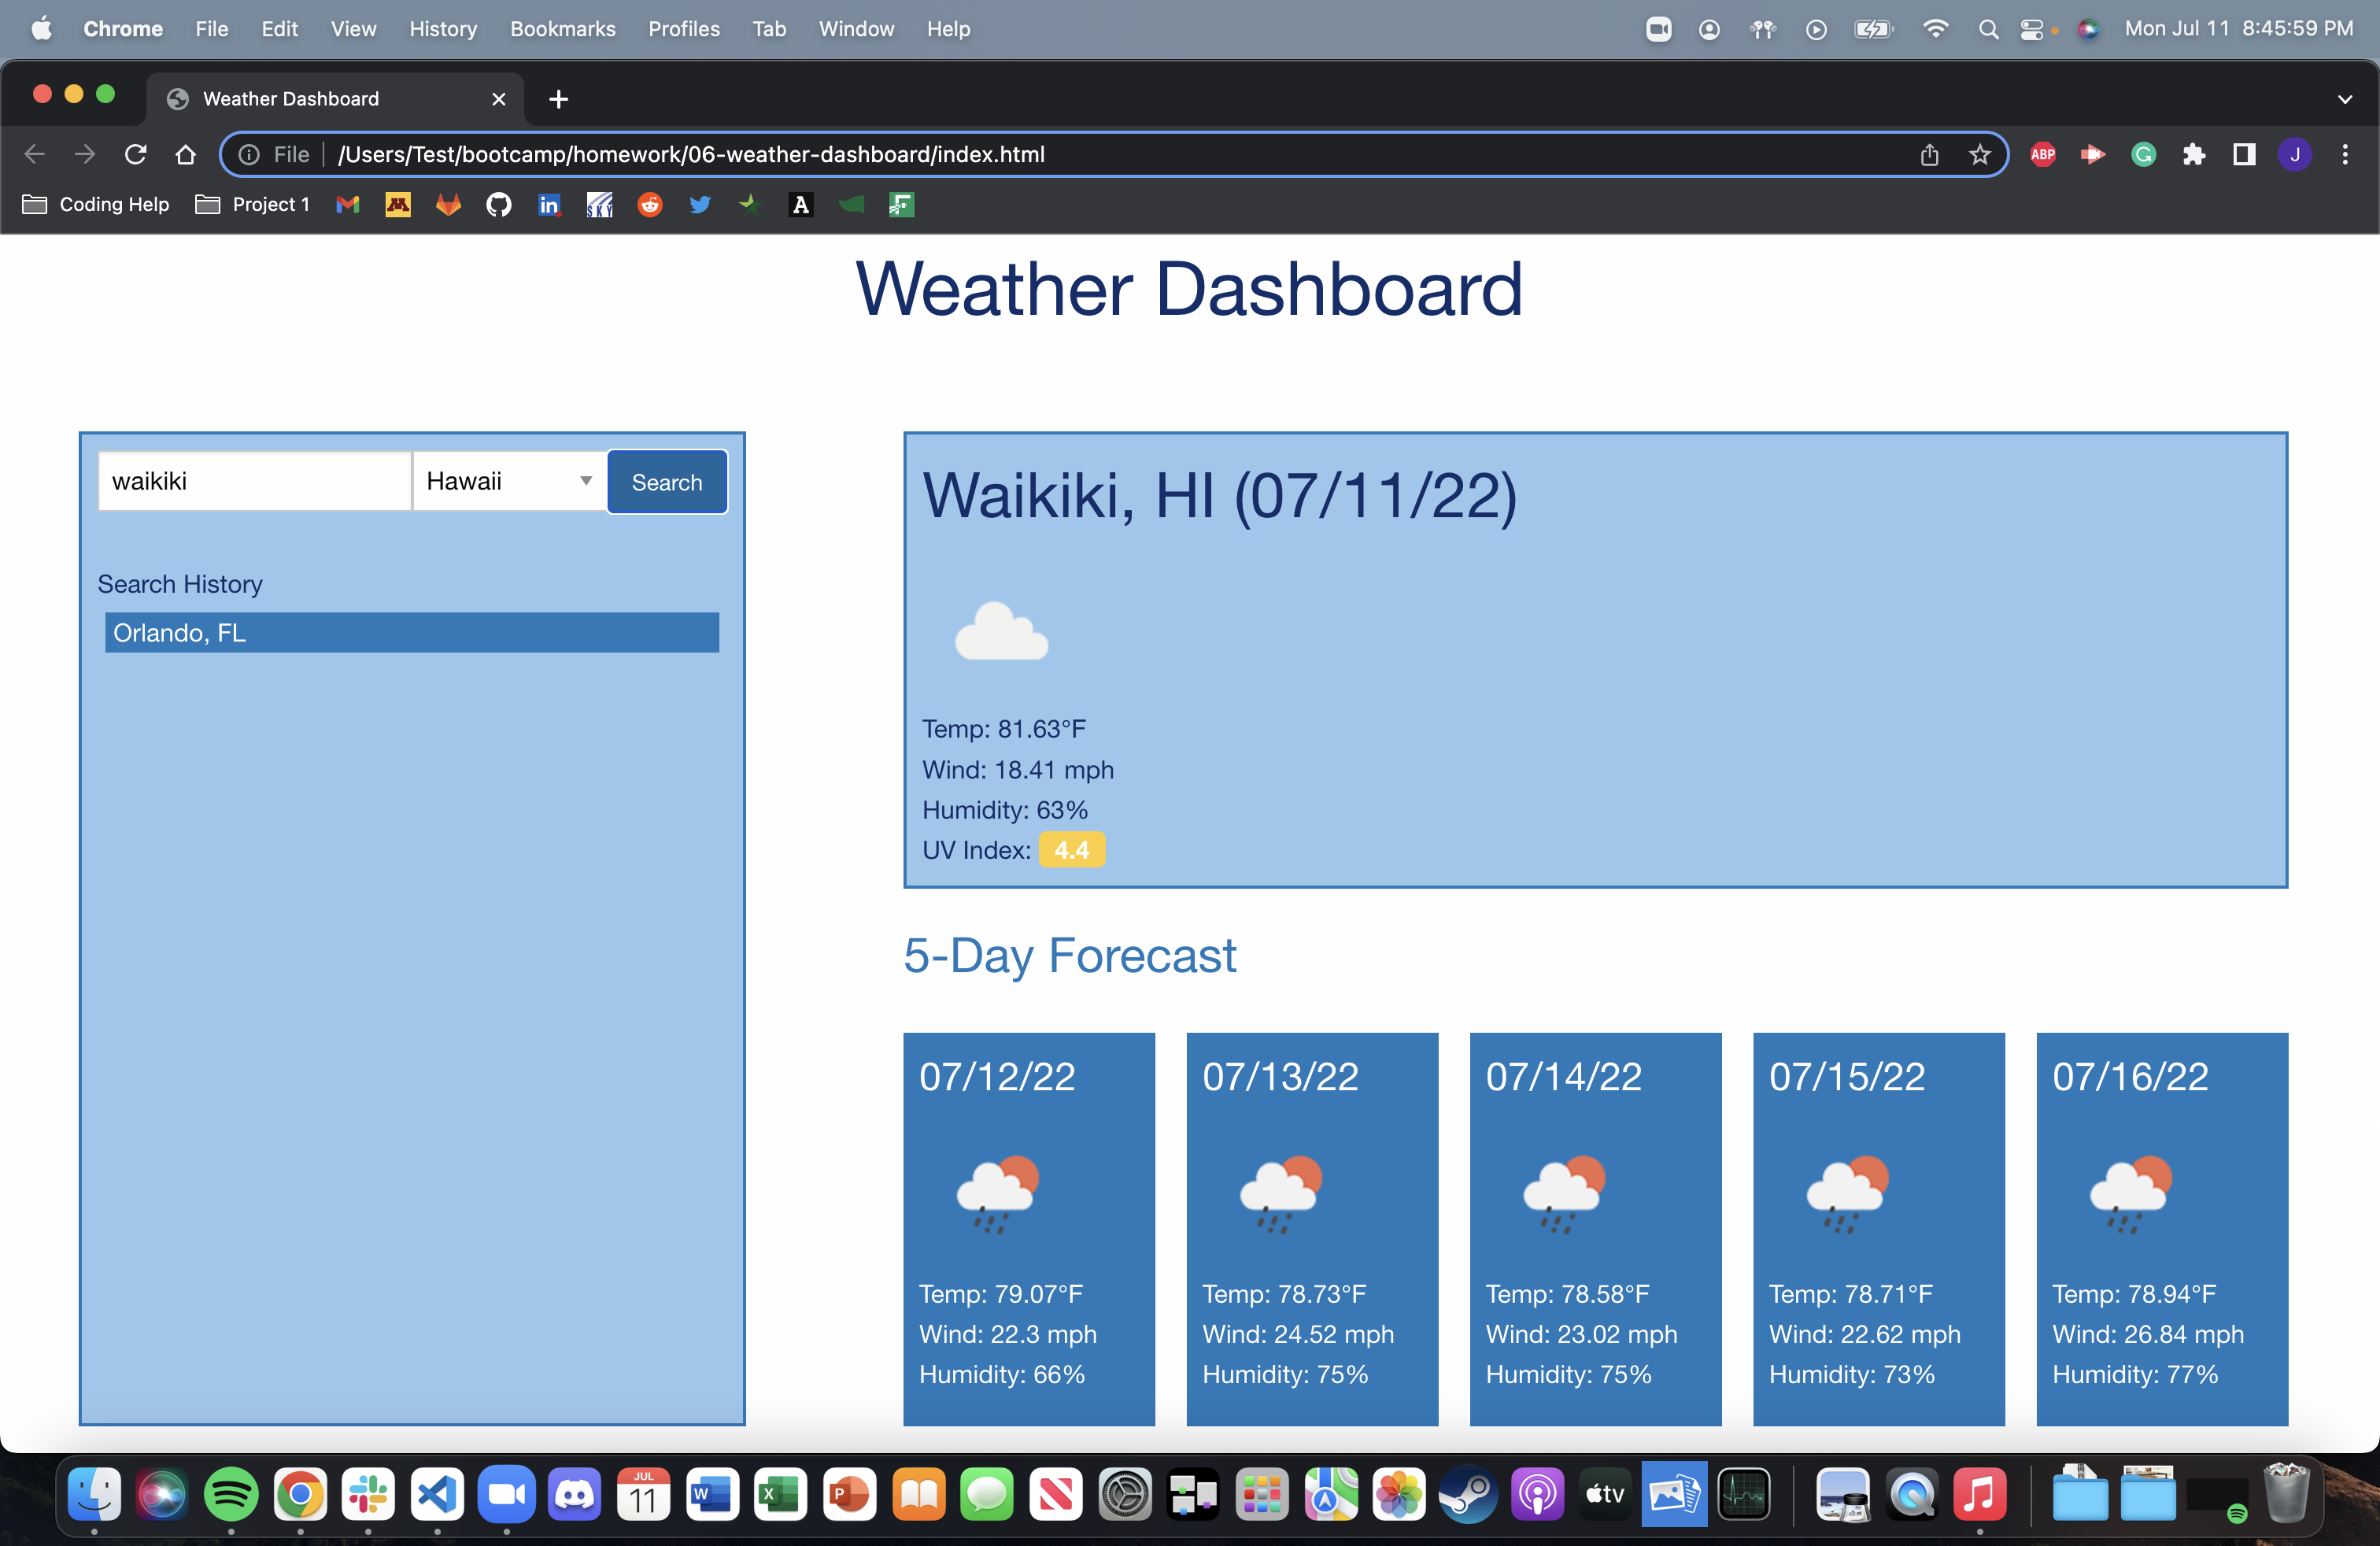 Chrome File Edit View History Bookmarks Profiles Tab Window Help Mon Jul 11 8:45:59 PM
Weather Dashboard
File /Users/Test/bootcamp/homework/06-weather-dashboard/index.html ABP G J
Coding Help Project 1 M in SKY A
Weather Dashboard
waikiki Hawaii Search
Search History
Orlando, FL
Waikiki, HI (07/11/22)
Temp: 81.63°F
Wind: 18.41 mph
Humidity: 63%
UV Index: 4.4
5-Day Forecast
07/12/22
Temp: 79.07°F
Wind: 22.3 mph
Humidity: 66%
07/13/22
Temp: 78.73°F
Wind: 24.52 mph
Humidity: 75%
07/14/22
Temp: 78.58°F
Wind: 23.02 mph
Humidity: 75%
07/15/22
Temp: 78.71°F
Wind: 22.62 mph
Humidity: 73%
07/16/22
Temp: 78.94°F
Wind: 26.84 mph
Humidity: 77%
JUL
11 W X P tv